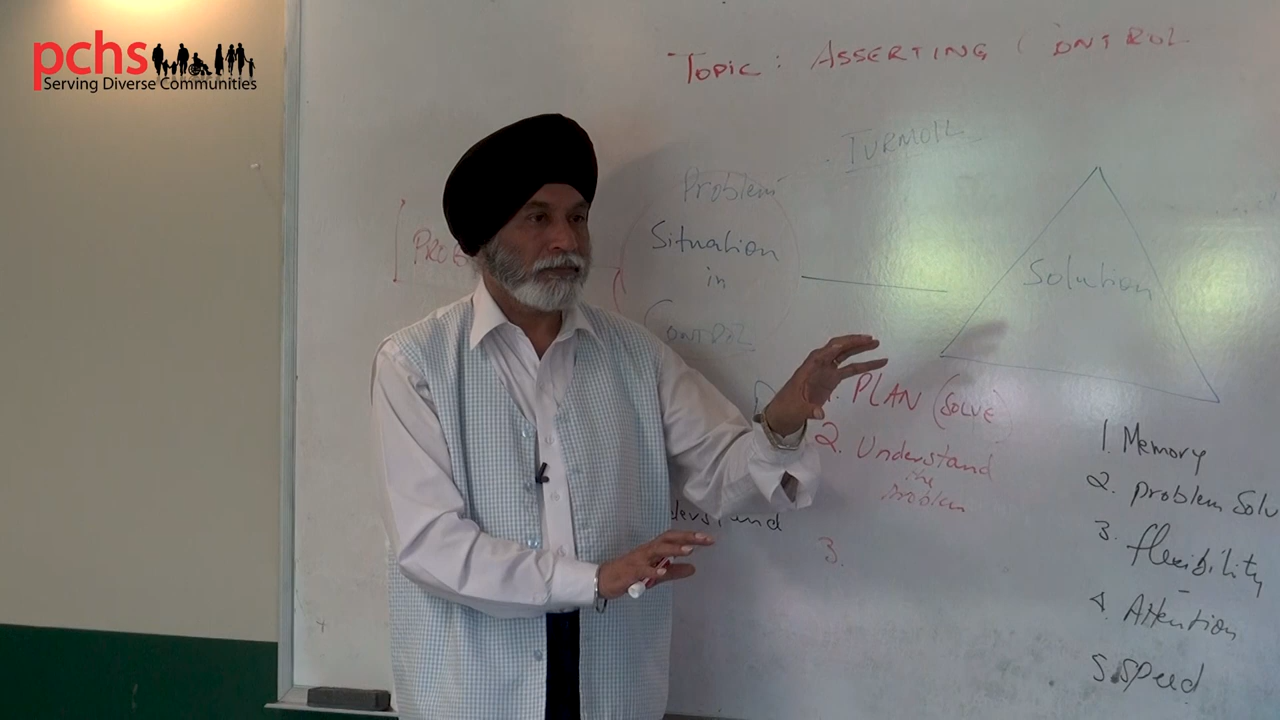 pchs
Serving Diverse Communities
TOPIC: ASSERTING CONTROL
TURMOIL
Problem
Situation
in
CONTROL
Solution
1. PLAN (SOLVE)
2. Understand
the
problem
3.
1. Memory
2. problem Solv
3. flexibility
4. Attention
5. Speed